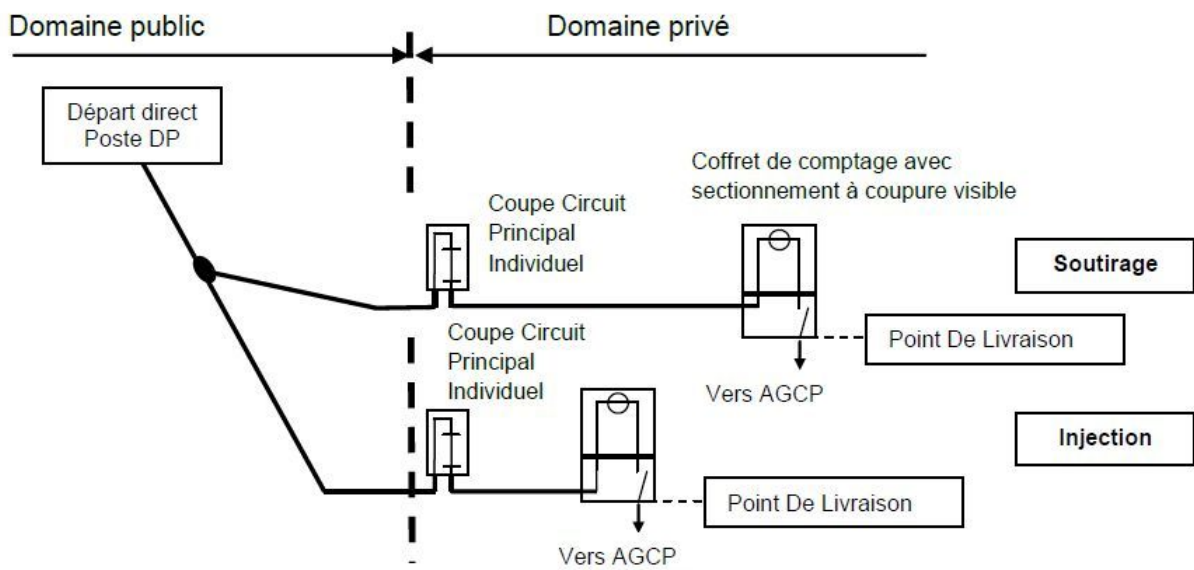 Domaine public
Domaine privé
Départ direct
Poste DP
Coffret de comptage avec
sectionnement à coupure visible
Coupe Circuit
Principal
Individuel
Soutirage
Point De Livraison
Coupe Circuit
Principal
Individuel
Vers AGCP
Injection
Point De Livraison
Vers AGCP